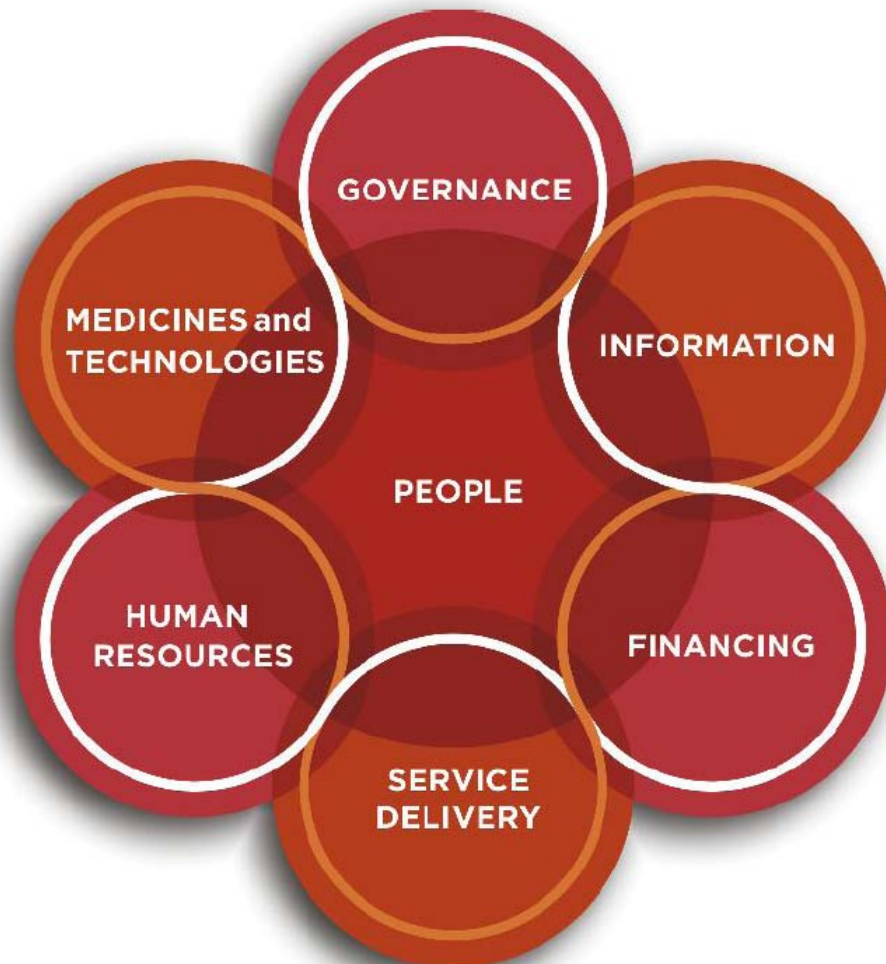 GOVERNANCE
MEDICINES and
TECHNOLOGIES
INFORMATION
PEOPLE
HUMAN
RESOURCES
FINANCING
SERVICE
DELIVERY